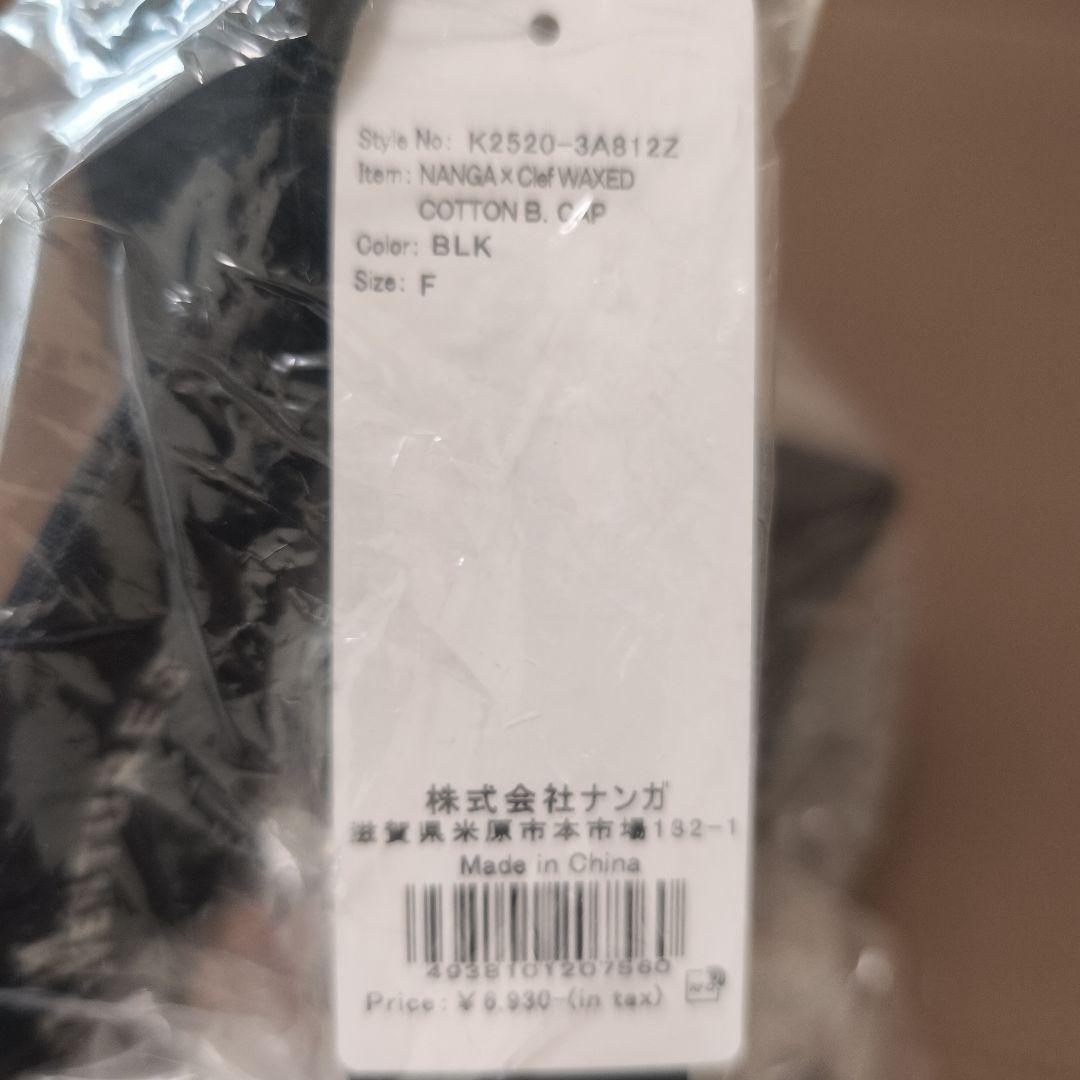 Style No: K2520-3A812Z
Item: NANGA×Clef WAXED
COTTON B. CAP
Color: BLK
Size: F
株式会社ナンガ
滋賀県米原市本市場132-1
Made in China
4938101207560
Price: ¥ 6.930-(in tax)